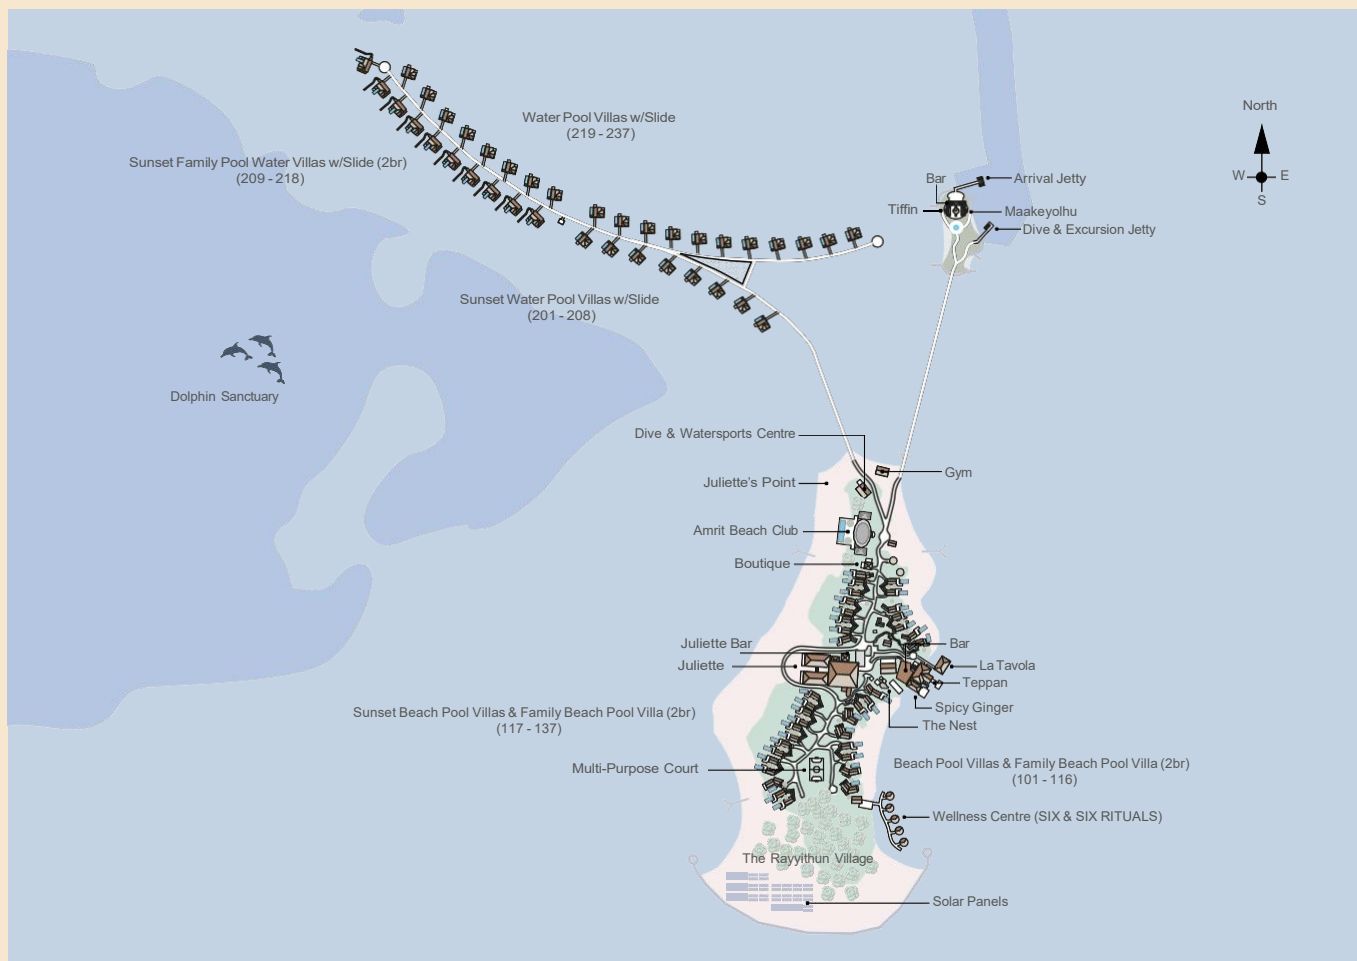 North
W
E
S
Water Pool Villas w/Slide
(219 - 237)
Sunset Family Pool Water Villas w/Slide (2br)
(209 - 218)
Bar
Arrival Jetty
Tiffin
Maakeyolhu
Dive & Excursion Jetty
Sunset Water Pool Villas w/Slide
(201 - 208)
Dolphin Sanctuary
Dive & Watersports Centre
Gym
Juliette’s Point
Amrit Beach Club
Boutique
Juliette Bar
Bar
Juliette
La Tavola
Teppan
Spicy Ginger
The Nest
Sunset Beach Pool Villas & Family Beach Pool Villa (2br)
(117 - 137)
Multi-Purpose Court
Beach Pool Villas & Family Beach Pool Villa (2br)
(101 - 116)
Wellness Centre (SIX & SIX RITUALS)
The Rayyithun Village
Solar Panels